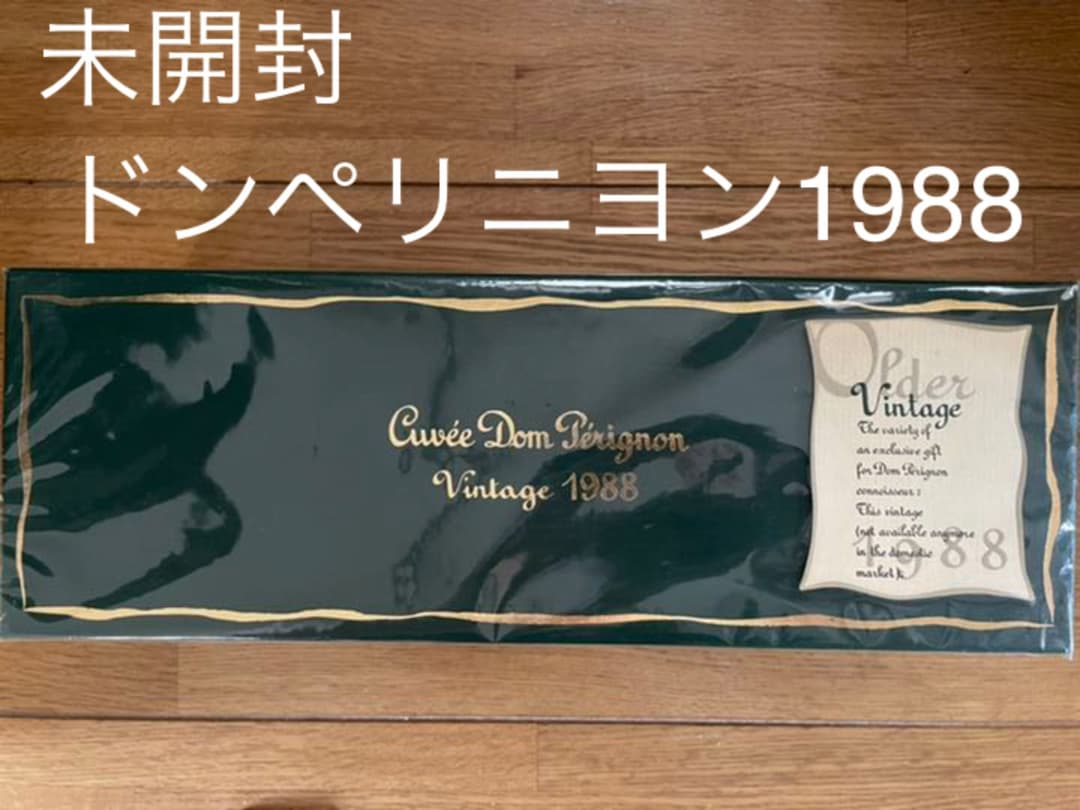 未開封
ドンペリニヨン1988
Cuvée Dom Pérignon
Vintage 1988
Older
Vintage
The variety of
an exclusive gift
for Dom Pérignon
connoisseur :
This vintage
(not available anymore
in the domestic
market).
1988